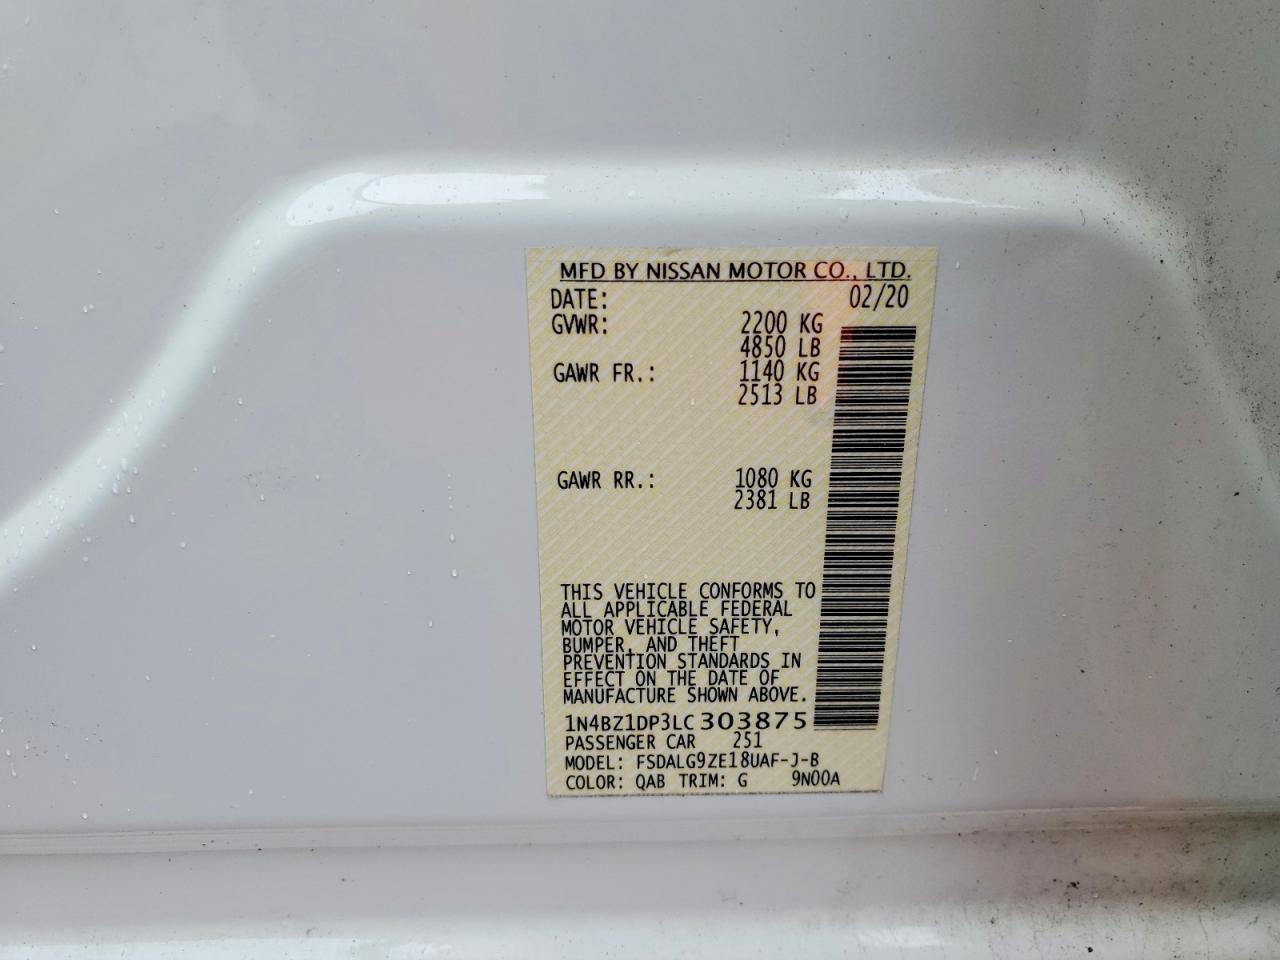 MFD BY NISSAN MOTOR CO., LTD.
DATE: 02/20
GVWR: 2200 KG
4850 LB
GAWR FR.: 1140 KG
2513 LB
GAWR RR.: 1080 KG
2381 LB
THIS VEHICLE CONFORMS TO
ALL APPLICABLE FEDERAL
MOTOR VEHICLE SAFETY,
BUMPER, AND THEFT
PREVENTION STANDARDS IN
EFFECT ON THE DATE OF
MANUFACTURE SHOWN ABOVE.
1N4BZ1DP3LC303875
PASSENGER CAR 251
MODEL: FSDALG9ZE18UAF-J-B
COLOR: QAB TRIM: G 9N00A